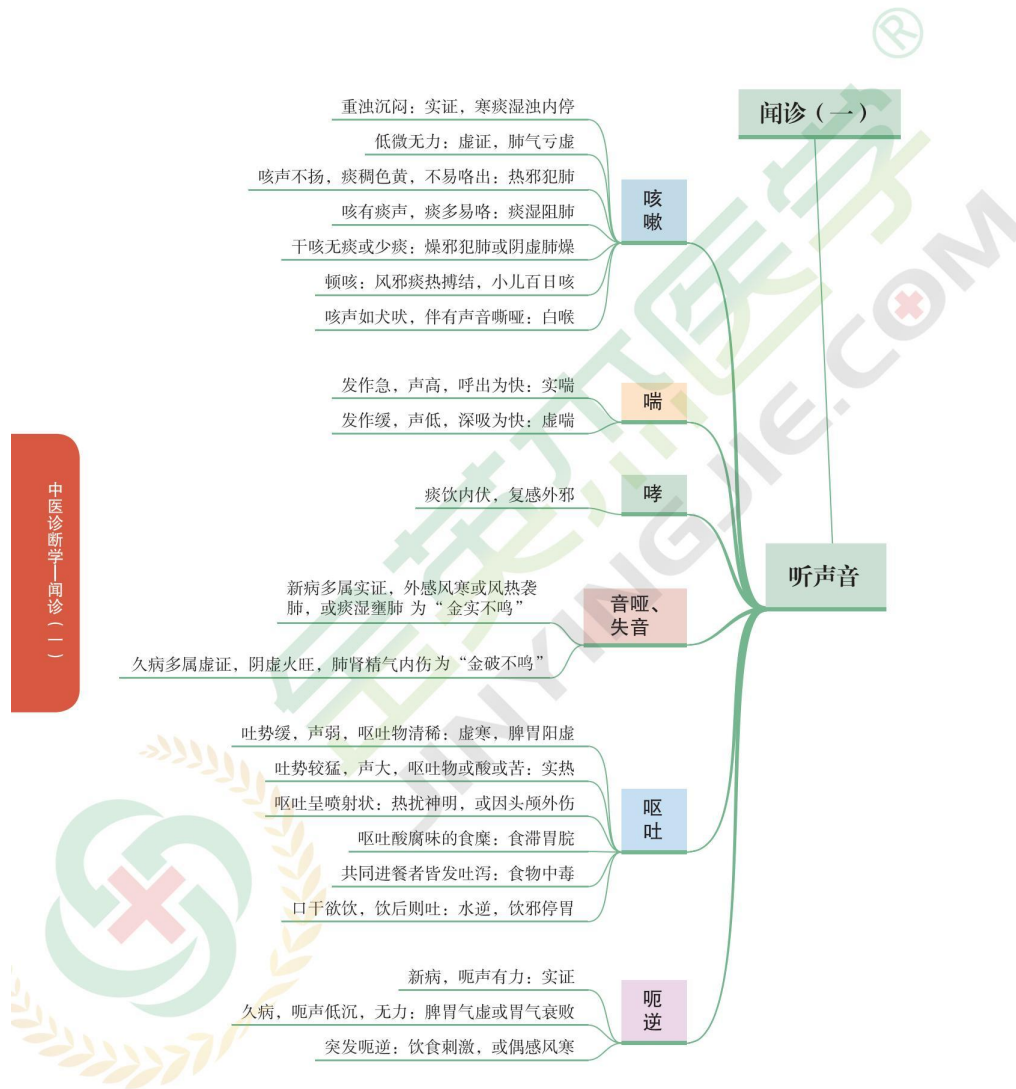 闻诊（一）
听声音
咳
嗽
重浊沉闷：实证，寒痰湿浊内停
低微无力：虚证，肺气亏虚
咳声不扬，痰稠色黄，不易咯出：热邪犯肺
咳有痰声，痰多易咯：痰湿阻肺
干咳无痰或少痰：燥邪犯肺或阴虚肺燥
顿咳：风邪痰热搏结，小儿百日咳
咳声如犬吠，伴有声音嘶哑：白喉
喘
发作急，声高，呼出为快：实喘
发作缓，声低，深吸为快：虚喘
哮
痰饮内伏，复感外邪
音哑、
失音
新病多属实证，外感风寒或风热袭
肺，或痰湿壅肺 为“金实不鸣”
久病多属虚证，阴虚火旺，肺肾精气内伤为“金破不鸣”
呕
吐
吐势缓，声弱，呕吐物清稀：虚寒，脾胃阳虚
吐势较猛，声大，呕吐物或酸或苦：实热
呕吐呈喷射状：热扰神明，或因头颅外伤
呕吐酸腐味的食糜：食滞胃脘
共同进餐者皆发吐泻：食物中毒
口干欲饮，饮后则吐：水逆，饮邪停胃
呃
逆
新病，呃声有力：实证
久病，呃声低沉，无力：脾胃气虚或胃气衰败
突发呃逆：饮食刺激，或偶感风寒
中医诊断学—闻诊（一）
金英杰医学®
JINYINGJIE.COM